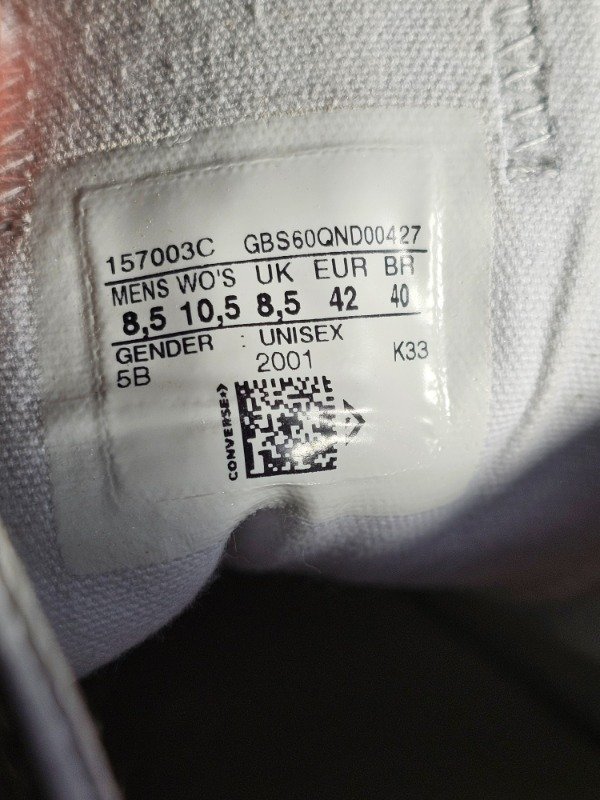 157003C GBS60QND00427
MENS WO'S UK EUR BR
8,5 10,5 8,5 42 40
GENDER : UNISEX
5B 2001 K33
CONVERSE